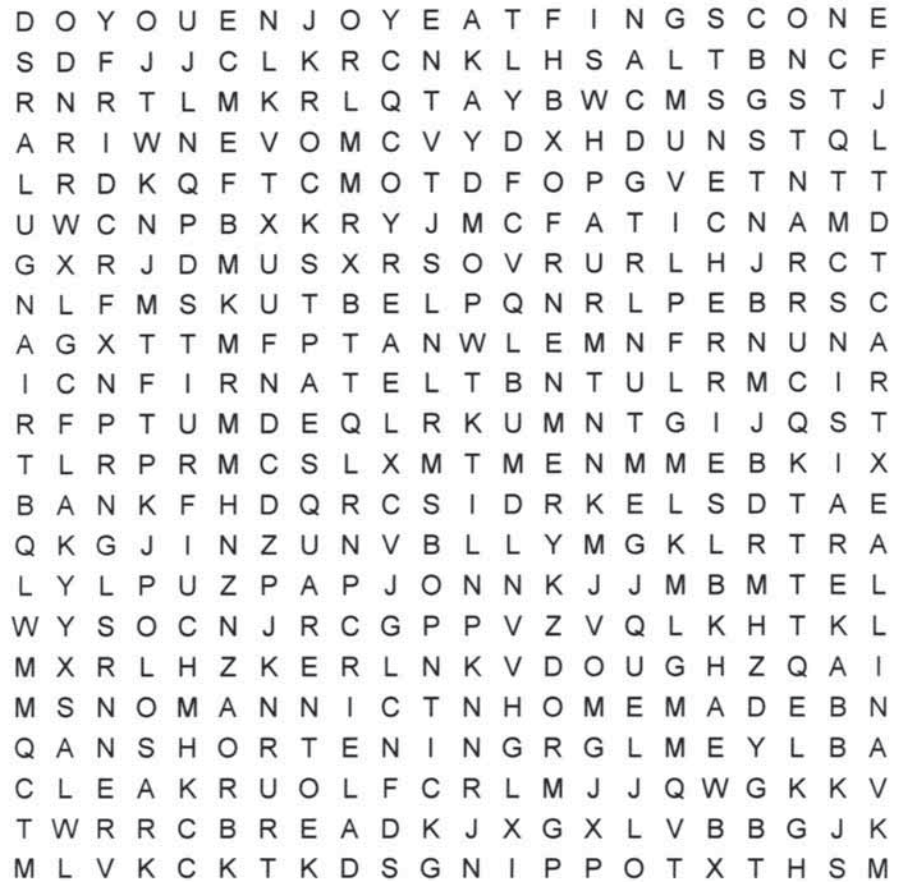 D O Y O U E N J O Y E A T F I N G S C O N E
S D F J J C L K R C N K L H S A L T B N C F
R N R T L M K R L Q T A Y B W C M S G S T J
A R I W N E V O M C V Y D X H D U N S T Q L
L R D K Q F T C M O T D F O P G V E T N T T
U W C N P B X K R Y J M C F A T I C N A M D
G X R J D M U S X R S O V R U R L H J R C T
N L F M S K U T B E L P Q N R L P E B R S C
A G X T T M F P T A N W L E M N F R N U N A
I C N F I R N A T E L T B N T U L R M C I R
R F P T U M D E Q L R K U M N T G I J Q S T
T L R P R M C S L X M T M E N M M E B K I X
B A N K F H D Q R C S I D R K E L S D T A E
Q K G J I N Z U N V B L L Y M G K L R T R A
L Y L P U Z P A P J O N N K J J M B M T E L
W Y S O C N J R C G P P V Z V Q L K H T K L
M X R L H Z K E R L N K V D O U G H Z Q A I
M S N O M A N N I C T N H O M E M A D E B N
Q A N S H O R T E N I N G R G L M E Y L B A
C L E A K R U O L F C R L M J J Q W G K K V
T W R R C B R E A D K J X G X L V B B G J K
M L V K C K T K D S G N I P P O T X T H S M